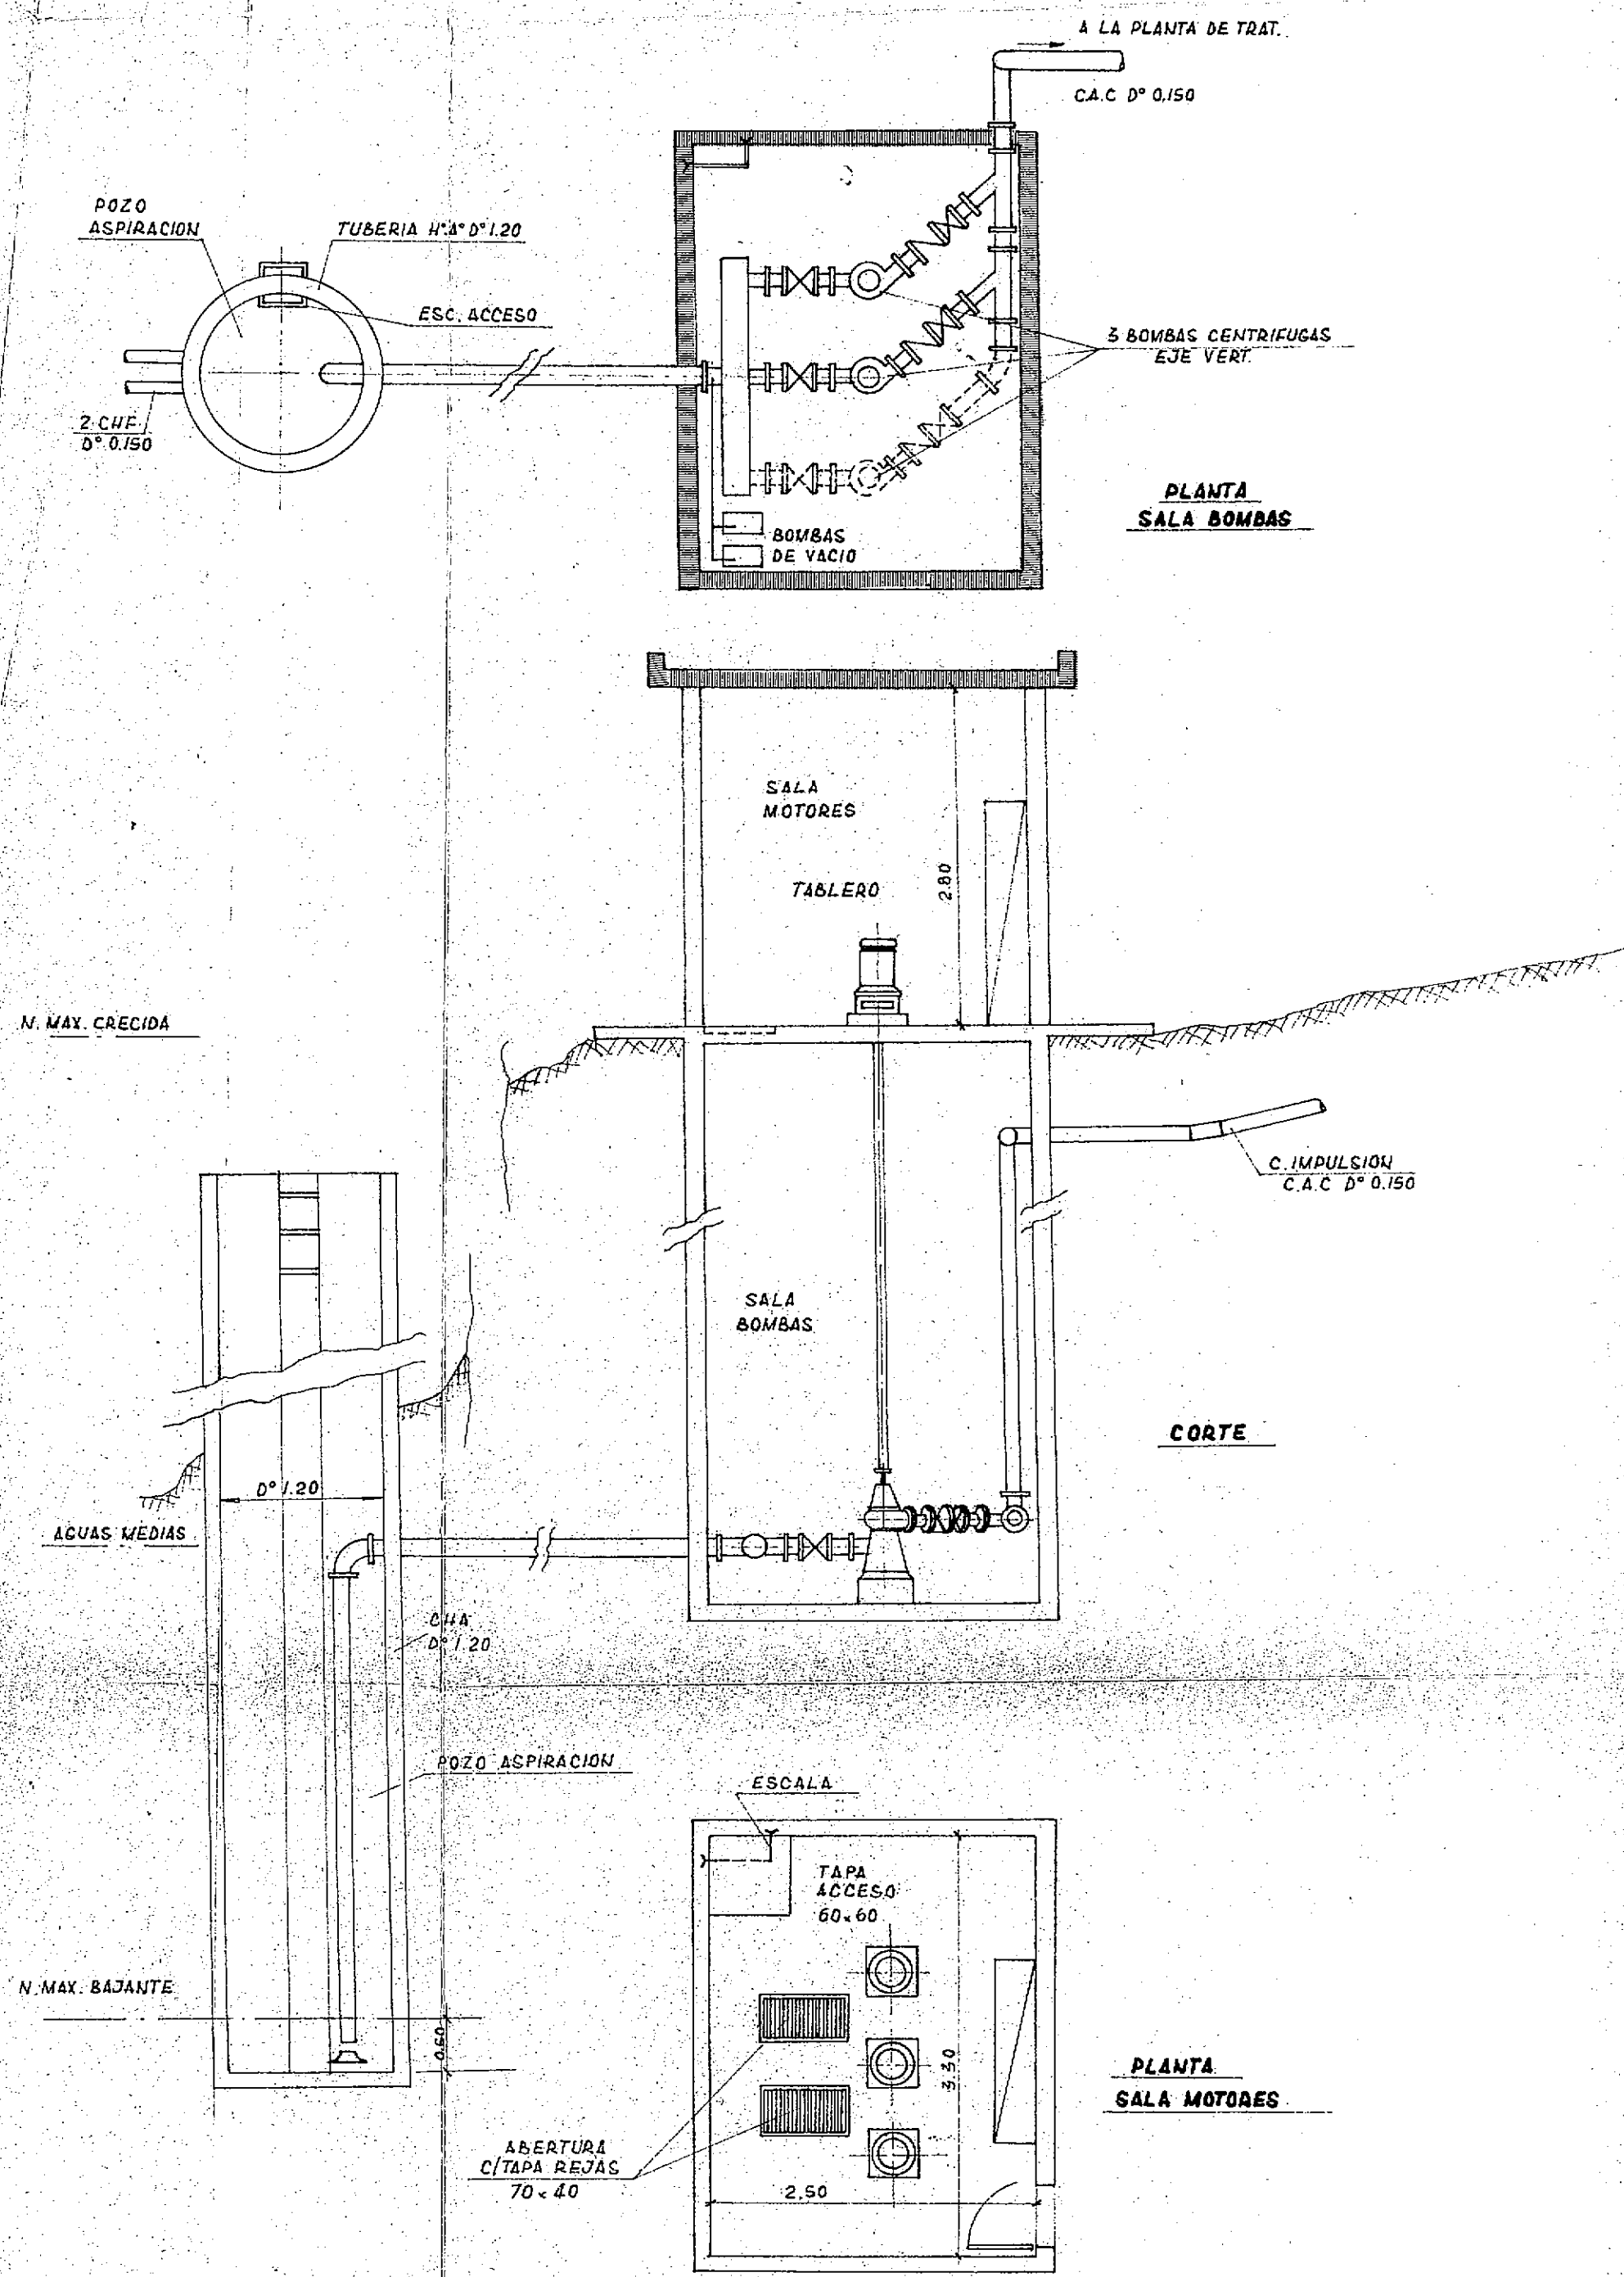 A LA PLANTA DE TRAT.
C.A.C D° 0.150
POZO
ASPIRACION
TUBERIA H°A° D° 1.20
ESC. ACCESO
2 CHF.
D° 0.150
3 BOMBAS CENTRIFUGAS
EJE VERT.
PLANTA
SALA BOMBAS
BOMBAS
DE VACIO
SALA
MOTORES
TABLERO
2.80
N. MAX. CRECIDA
C. IMPULSION
C.A.C D° 0.150
SALA
BOMBAS
CORTE
D° 1.20
AGUAS MEDIAS
CHA
D° 1.20
POZO ASPIRACION
ESCALA
TAPA
ACCESO
60x60
N. MAX. BAJANTE
0.60
3.30
PLANTA
SALA MOTORES
ABERTURA
C/TAPA REJAS
70x40
2.50